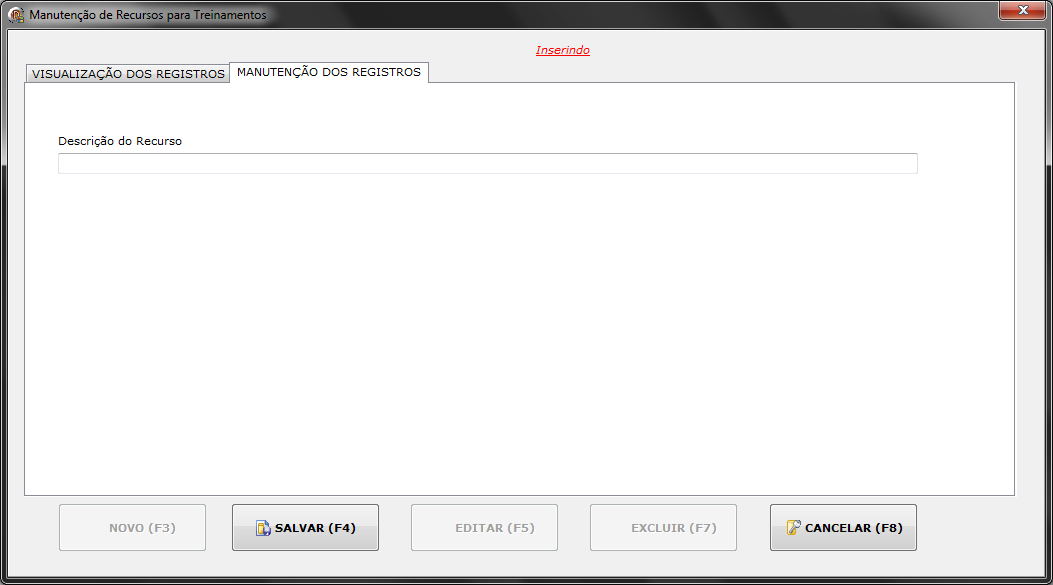 Manutenção de Recursos para Treinamentos
Inserindo
VISUALIZAÇÃO DOS REGISTROS MANUTENÇÃO DOS REGISTROS
Descrição do Recurso
NOVO (F3) SALVAR (F4) EDITAR (F5) EXCLUIR (F7) CANCELAR (F8)